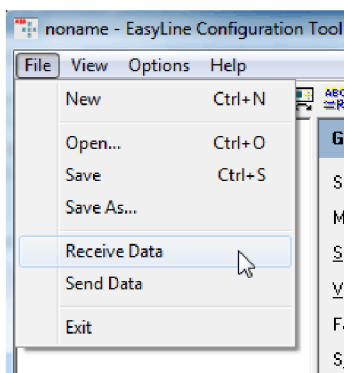 noname - EasyLine Configuration Tool
File View Options Help
New Ctrl+N
Open... Ctrl+O
Save Ctrl+S
Save As...
Receive Data
Send Data
Exit